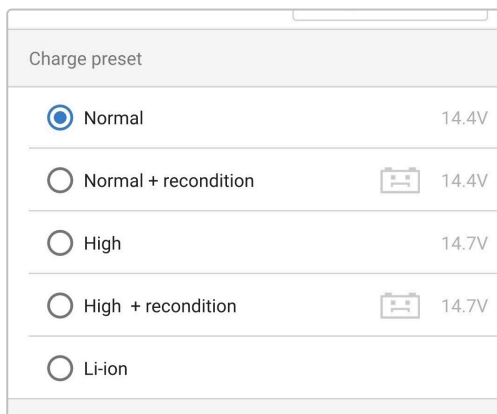 Charge preset
Normal 14.4V
Normal + recondition 14.4V
High 14.7V
High + recondition 14.7V
Li-ion